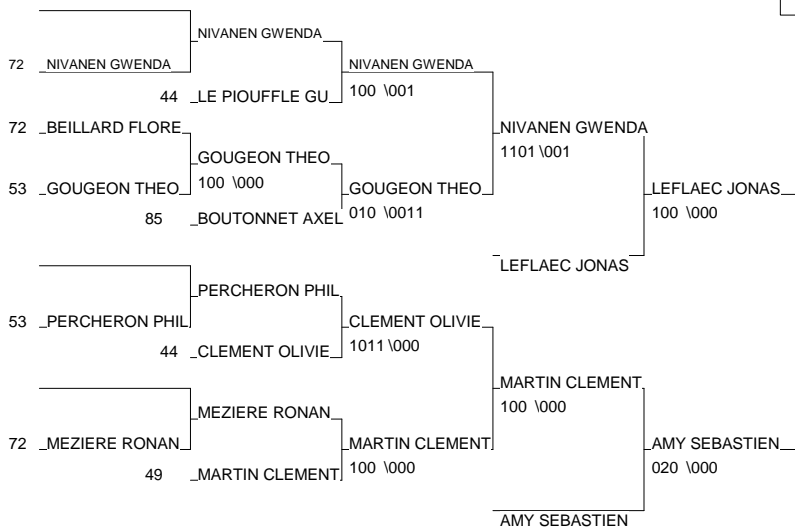 NIVANEN GWENDA
72 NIVANEN GWENDA NIVANEN GWENDA
44 LE PIOUFFLE GU 100 \001
72 BEILLARD FLORE NIVANEN GWENDA
GOUGEON THEO 1101 \001
100 \000
53 GOUGEON THEO GOUGEON THEO LEFLAEC JONAS
85 BOUTONNET AXEL 010 \0011 100 \000
LEFLAEC JONAS
PERCHERON PHIL
53 PERCHERON PHIL CLEMENT OLIVIE
44 CLEMENT OLIVIE 1011 \000
MARTIN CLEMENT
100 \000
MEZIERE RONAN
72 MEZIERE RONAN MARTIN CLEMENT AMY SEBASTIEN
49 MARTIN CLEMENT 100 \000 020 \000
AMY SEBASTIEN